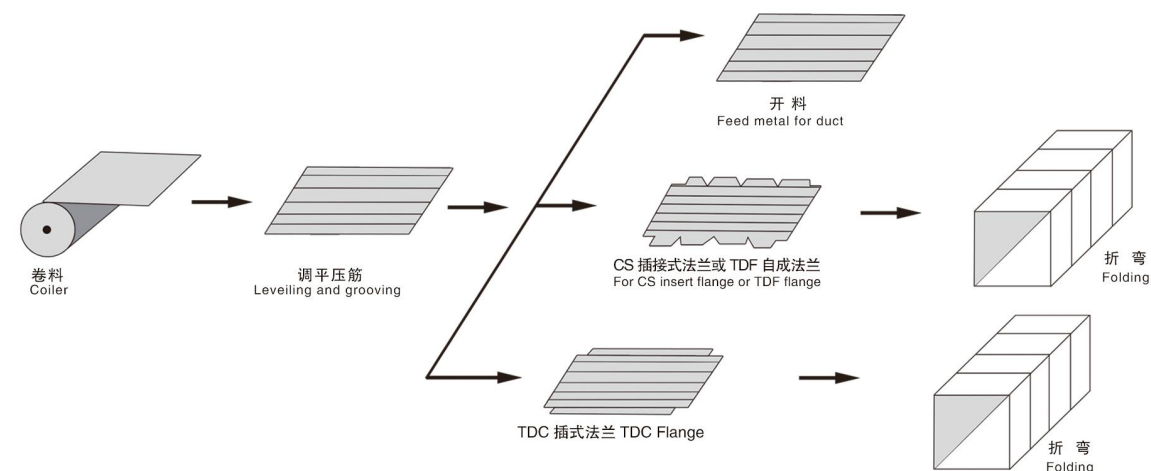 卷料
Coiler
调平压筋
Leveiling and grooving
开料
Feed metal for duct
CS 插接式法兰或 TDF 自成法兰
For CS insert flange or TDF flange
折弯
Folding
TDC 插式法兰 TDC Flange
折弯
Folding